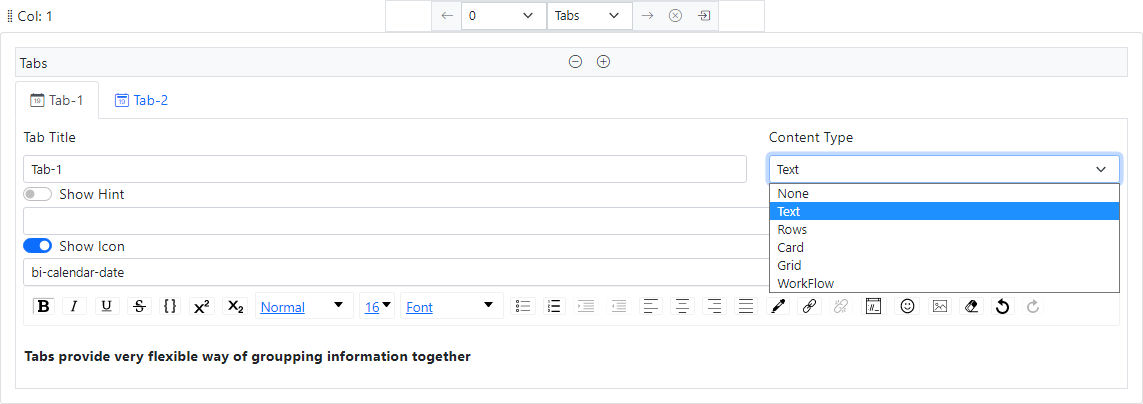 Col: 1
0
Tabs
Tabs
Tab-1
Tab-2
Tab Title
Content Type
Tab-1
Text
Show Hint
None
Text
Rows
Card
Grid
WorkFlow
Show Icon
bi-calendar-date
B I U S {} X² X₂ Normal 16 Font
Tabs provide very flexible way of groupping information together